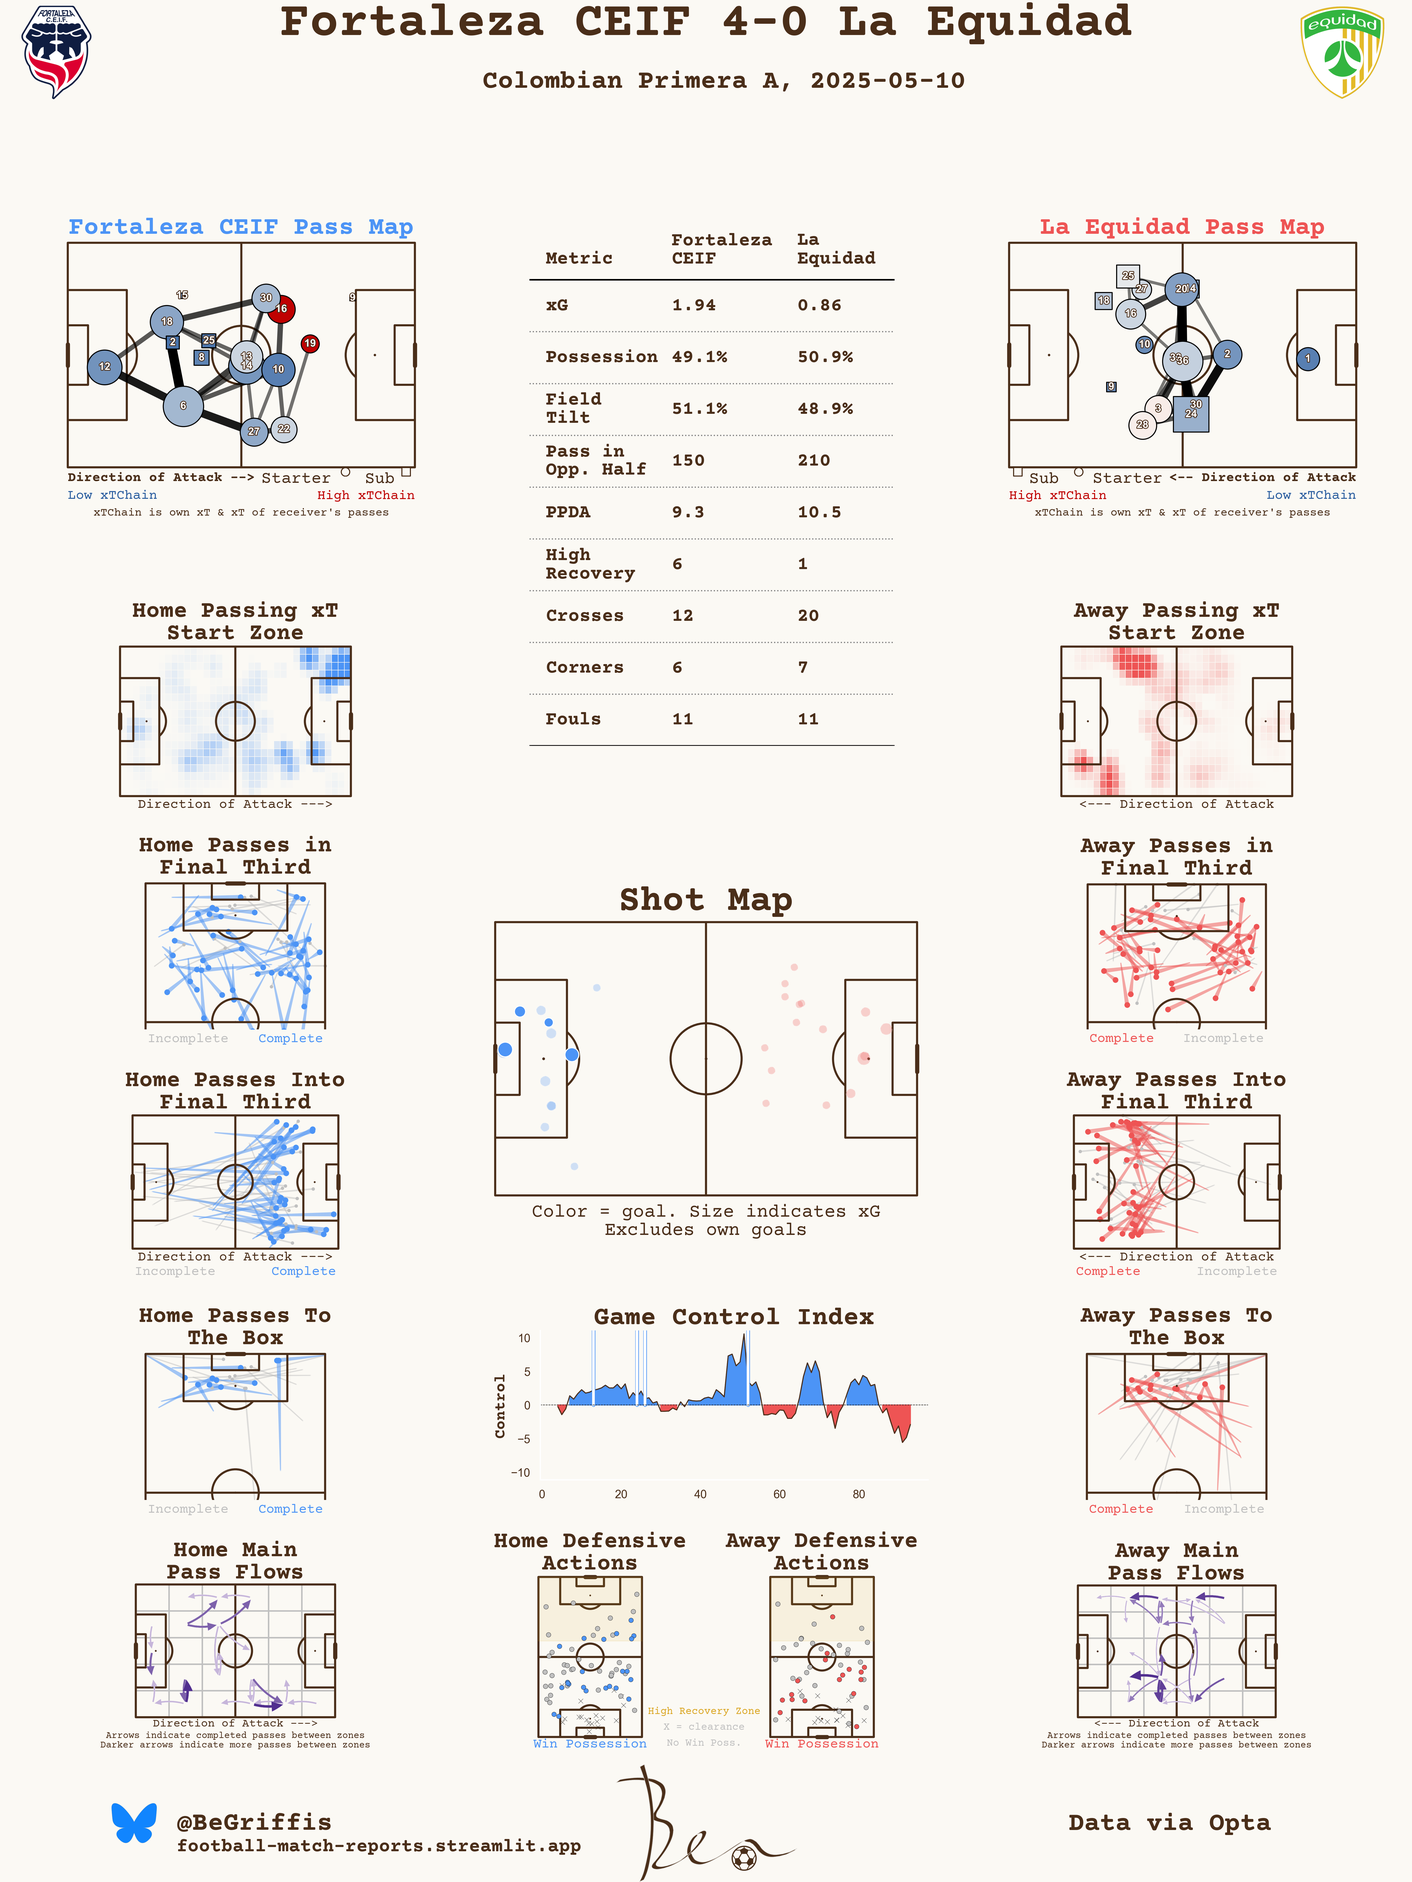 Fortaleza CEIF 4-0 La Equidad
Colombian Primera A, 2025-05-10
FORTALEZA
C.E.I.F.
equidad
Fortaleza CEIF Pass Map
15
9
30
16
18
2
25
8
13
14
19
12
10
6
27
22
Direction of Attack --> Starter Sub
Low xTChain High xTChain
xTChain is own xT & xT of receiver's passes
Metric Fortaleza CEIF La Equidad
xG 1.94 0.86
Possession 49.1% 50.9%
Field Tilt 51.1% 48.9%
Pass in Opp. Half 150 210
PPDA 9.3 10.5
High Recovery 6 1
Crosses 12 20
Corners 6 7
Fouls 11 11
La Equidad Pass Map
25
27
20
18
16
10
36
2
1
9
3
30
24
28
Sub Starter <-- Direction of Attack
High xTChain Low xTChain
xTChain is own xT & xT of receiver's passes
Home Passing xT
Start Zone
Direction of Attack --->
Away Passing xT
Start Zone
<--- Direction of Attack
Home Passes in
Final Third
Incomplete Complete
Away Passes in
Final Third
Complete Incomplete
Shot Map
Color = goal. Size indicates xG
Excludes own goals
Home Passes Into
Final Third
Direction of Attack --->
Incomplete Complete
Away Passes Into
Final Third
<--- Direction of Attack
Complete Incomplete
Home Passes To
The Box
Incomplete Complete
Game Control Index
Control
10
5
0
−5
−10
0 20 40 60 80
Away Passes To
The Box
Complete Incomplete
Home Main
Pass Flows
Direction of Attack --->
Arrows indicate completed passes between zones
Darker arrows indicate more passes between zones
Home Defensive
Actions
Win Possession
High Recovery Zone
X = clearance
No Win Poss.
Away Defensive
Actions
Win Possession
Away Main
Pass Flows
<--- Direction of Attack
Arrows indicate completed passes between zones
Darker arrows indicate more passes between zones
@BeGriffis
football-match-reports.streamlit.app
Ben
Data via Opta